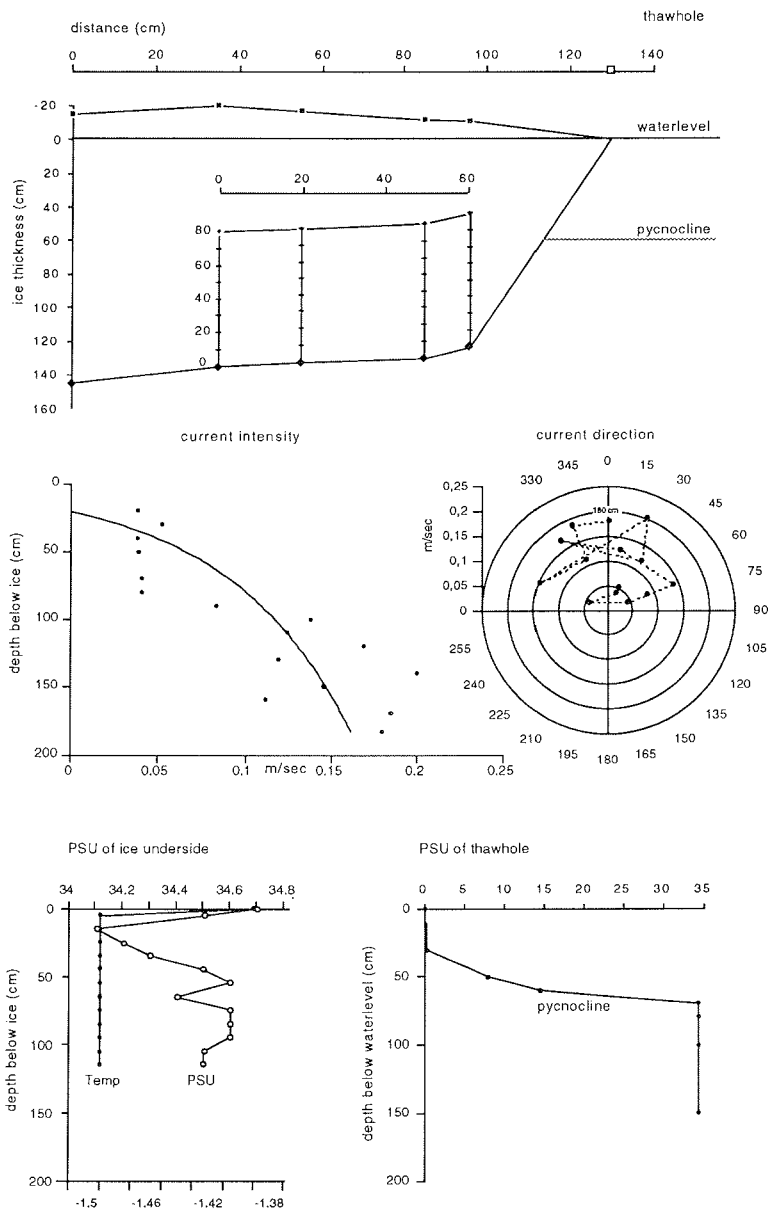 thawhole
distance (cm)
0 20 40 60 80 100 120 140
-20
waterlevel
0
0 20 40 60
20
40
80
pycnocline
60
60
ice thickness (cm)
80
40
100
20
120
0
140
160
current intensity
current direction
345 0 15
330 30
0
0,25
45
0,2
180 cm
50
0,15
60
m/sec
0,1
75
depth below ice (cm)
0,05
100
0
90
255
105
150
240
120
225
135
210
150
200
195 180 165
0 0.05 0.1 m/sec 0.15 0.2 0.25
PSU of ice underside
PSU of thawhole
34 34.2 34.4 34.6 34.8
0 5 10 15 20 25 30 35
0
0
50
50
pycnocline
depth below ice (cm)
depth below waterlevel (cm)
100
100
Temp PSU
150
150
200
200
-1.5 -1.46 -1.42 -1.38